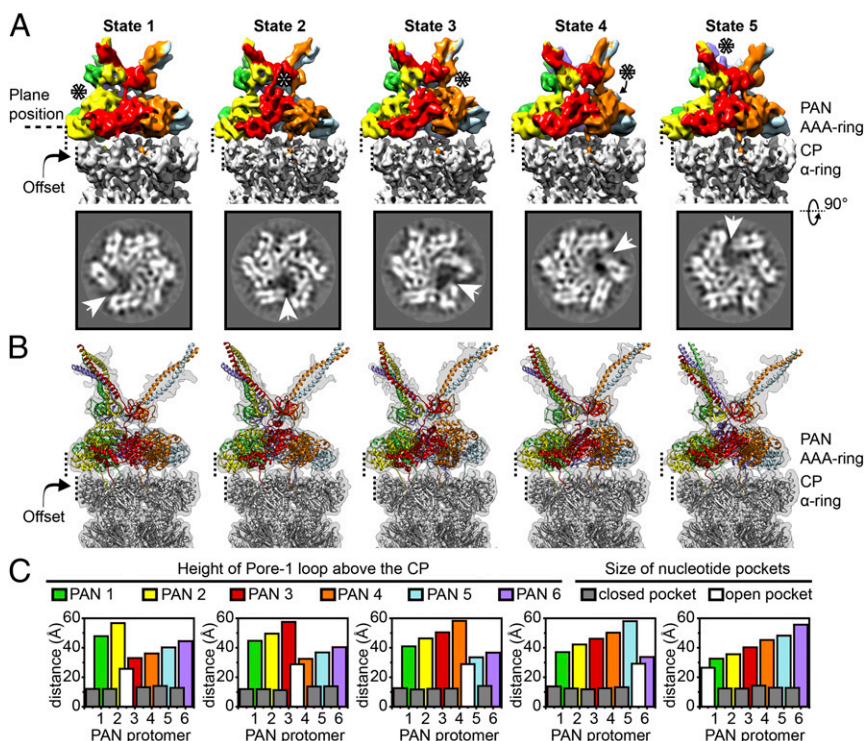 A
State 1 State 2 State 3 State 4 State 5
Plane
position
PAN
AAA-ring
CP
α-ring
Offset
90°
B
PAN
AAA-ring
CP
α-ring
Offset
C
Height of Pore-1 loop above the CP Size of nucleotide pockets
PAN 1 PAN 2 PAN 3 PAN 4 PAN 5 PAN 6 closed pocket open pocket
distance (Å) 60 40 20 0 distance (Å) 60 40 20 0 distance (Å) 60 40 20 0 distance (Å) 60 40 20 0 distance (Å) 60 40 20 0
1 2 3 4 5 6 1 2 3 4 5 6 1 2 3 4 5 6 1 2 3 4 5 6 1 2 3 4 5 6
PAN protomer PAN protomer PAN protomer PAN protomer PAN protomer